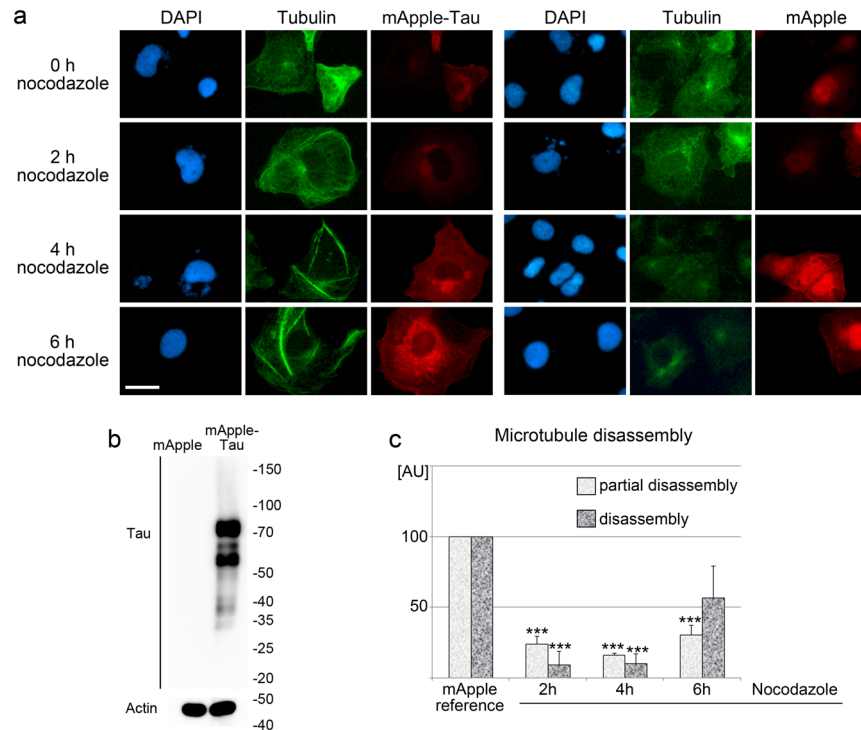 a
DAPI Tubulin mApple-Tau DAPI Tubulin mApple
0 h
nocodazole
2 h
nocodazole
4 h
nocodazole
6 h
nocodazole
b
mApple mApple-
Tau
-150
-100
Tau -70
-50
-40
-35
-25
-20
Actin -50
-40
c
Microtubule disassembly
[AU]
partial disassembly
disassembly
100
50
*** *** *** *** ***
mApple
reference
2h 4h 6h Nocodazole